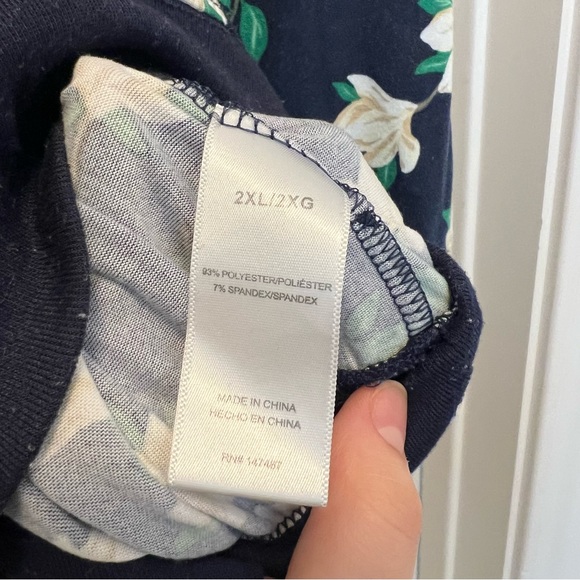 2XL/2XG
93% POLYESTER/POLIÉSTER
7% SPANDEX/SPANDEX
MADE IN CHINA
HECHO EN CHINA
RN# 147487